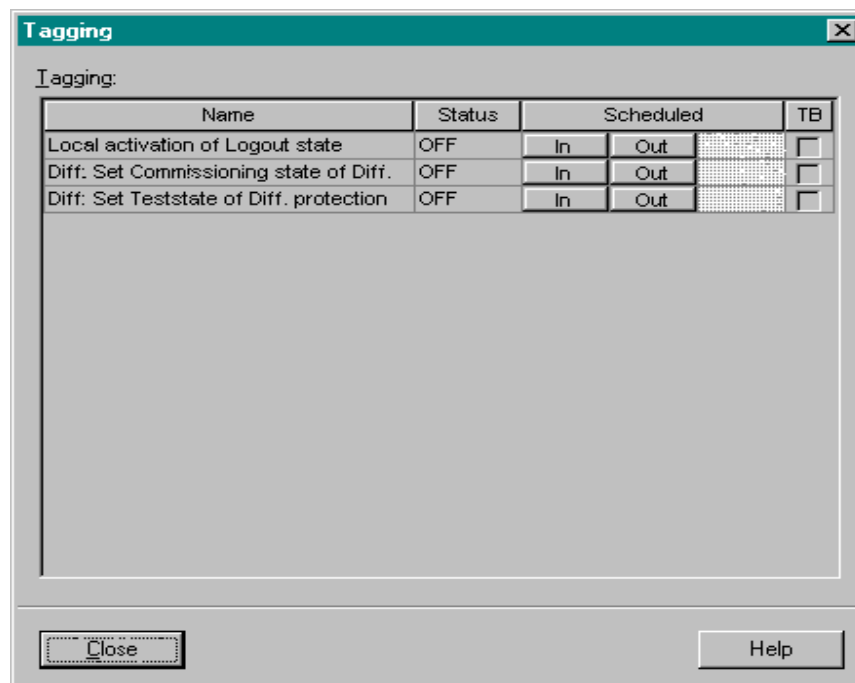 Tagging
Tagging:
Name Status Scheduled TB
Local activation of Logout state OFF In Out
Diff: Set Commissioning state of Diff. OFF In Out
Diff: Set Teststate of Diff. protection OFF In Out
Close Help